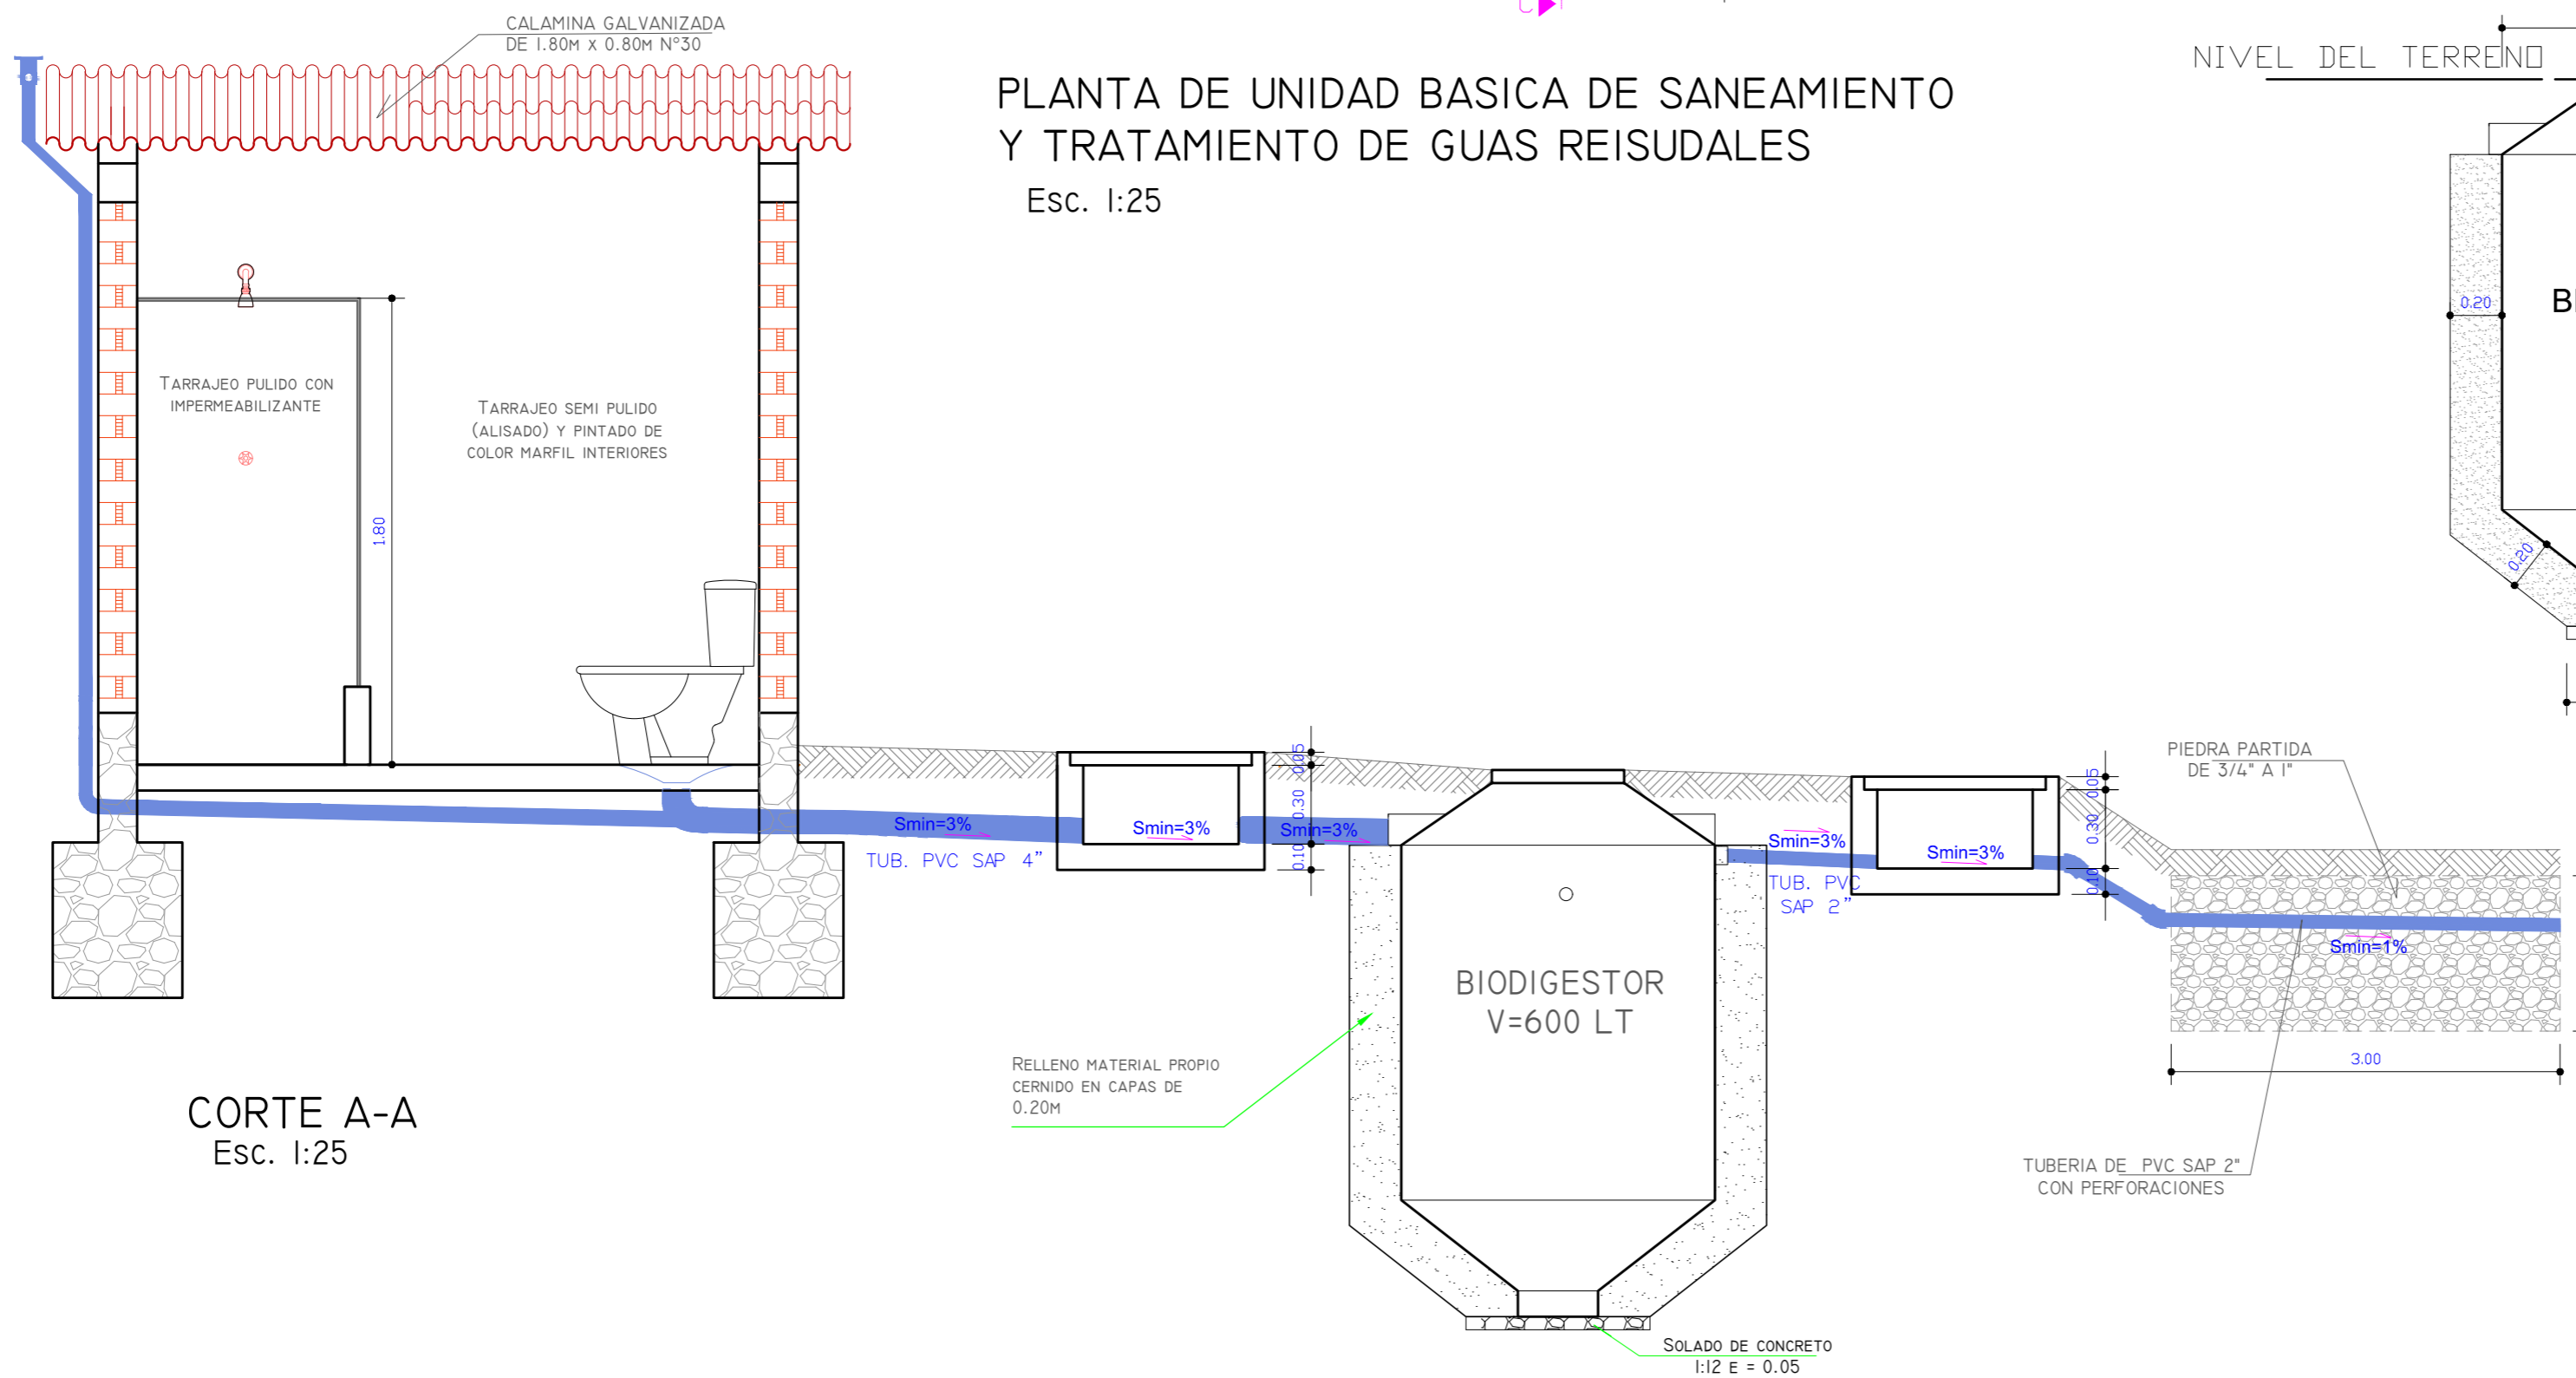 CALAMINA GALVANIZADA
DE 1.80M X 0.80M N°30
PLANTA DE UNIDAD BASICA DE SANEAMIENTO
Y TRATAMIENTO DE GUAS REISUDALES
Esc. 1:25
NIVEL DEL TERRENO
0.20
0.20
TARRAJEO PULIDO CON
IMPERMEABILIZANTE
TARRAJEO SEMI PULIDO
(ALISADO) Y PINTADO DE
COLOR MARFIL INTERIORES
1.80
Smin=3%
TUB. PVC SAP 4”
Smin=3%
Smin=3%
0.05
0.30
0.10
Smin=3%
TUB. PVC
SAP 2”
Smin=3%
0.05
0.30
0.10
PIEDRA PARTIDA
DE 3/4" A 1"
Smin=1%
3.00
BIODIGESTOR
V=600 LT
RELLENO MATERIAL PROPIO
CERNIDO EN CAPAS DE
0.20M
TUBERIA DE PVC SAP 2"
CON PERFORACIONES
CORTE A-A
Esc. 1:25
SOLADO DE CONCRETO
1:12 E = 0.05